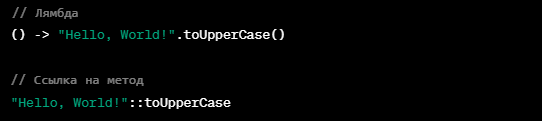 // Лямбда
() -> "Hello, World!".toUpperCase()
// Ссылка на метод
"Hello, World!"::toUpperCase